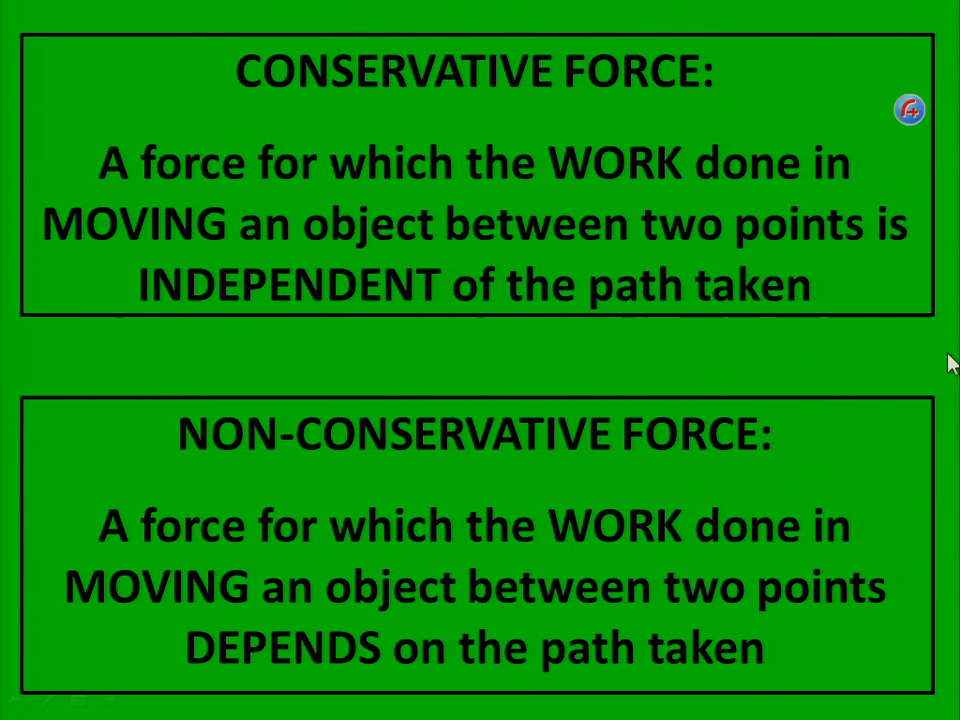 CONSERVATIVE FORCE:
A force for which the WORK done in
MOVING an object between two points is
INDEPENDENT of the path taken
NON-CONSERVATIVE FORCE:
A force for which the WORK done in
MOVING an object between two points
DEPENDS on the path taken